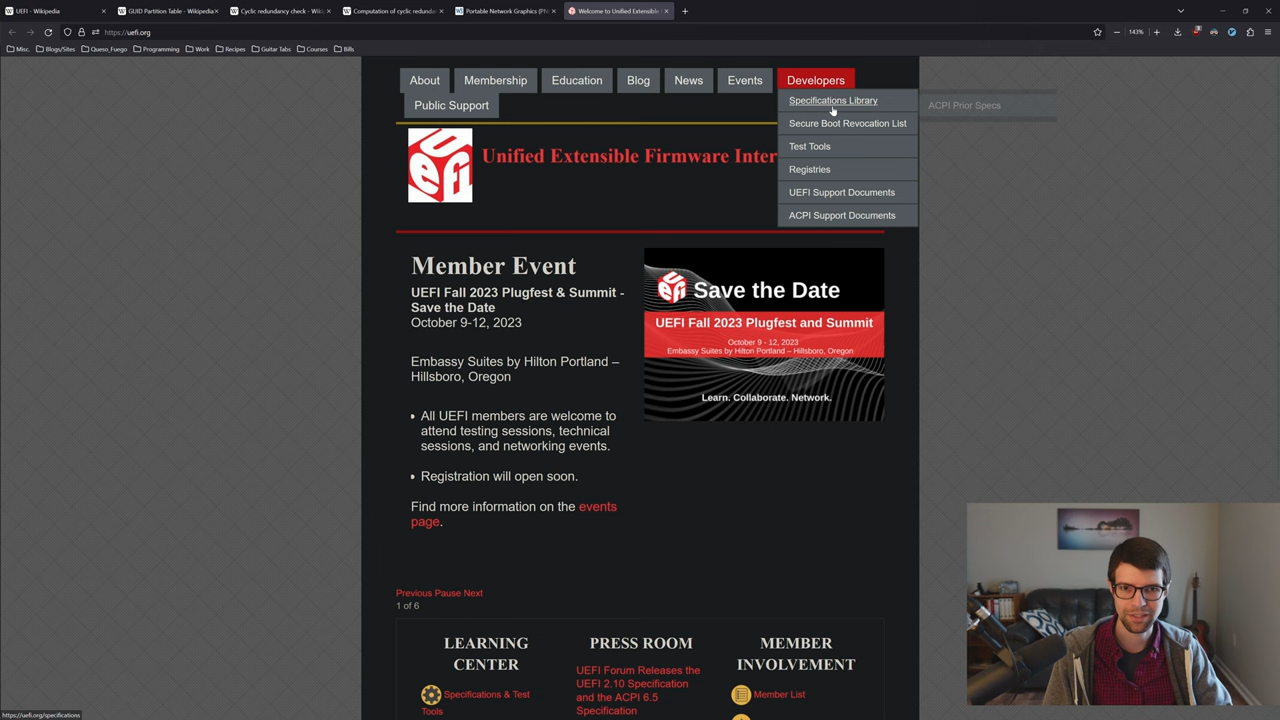 UEFI - Wikipedia
GUID Partition Table - Wikipedia
Cyclic redundancy check - Wik
Computation of cyclic redunda
Portable Network Graphics (PN
Welcome to Unified Extensible
https://uefi.org
143%
Misc.
Blogs/Sites
Queso_Fuego
Programming
Work
Recipes
Guitar Tabs
Courses
Bills
About
Membership
Education
Blog
News
Events
Developers
Public Support
Specifications Library
Secure Boot Revocation List
Test Tools
Registries
UEFI Support Documents
ACPI Support Documents
ACPI Prior Specs
UEFI
Unified Extensible Firmware Inter
Member Event
UEFI Fall 2023 Plugfest & Summit -
Save the Date
October 9-12, 2023
Embassy Suites by Hilton Portland –
Hillsboro, Oregon
• All UEFI members are welcome to
attend testing sessions, technical
sessions, and networking events.
• Registration will open soon.
Find more information on the events
page.
UEFI
Save the Date
UEFI Fall 2023 Plugfest and Summit
October 9 - 12, 2023
Embassy Suites by Hilton Portland – Hillsboro, Oregon
Learn. Collaborate. Network.
Previous Pause Next
1 of 6
LEARNING
CENTER
Specifications & Test
Tools
PRESS ROOM
UEFI Forum Releases the
UEFI 2.10 Specification
and the ACPI 6.5
Specification
MEMBER
INVOLVEMENT
Member List
https://uefi.org/specifications